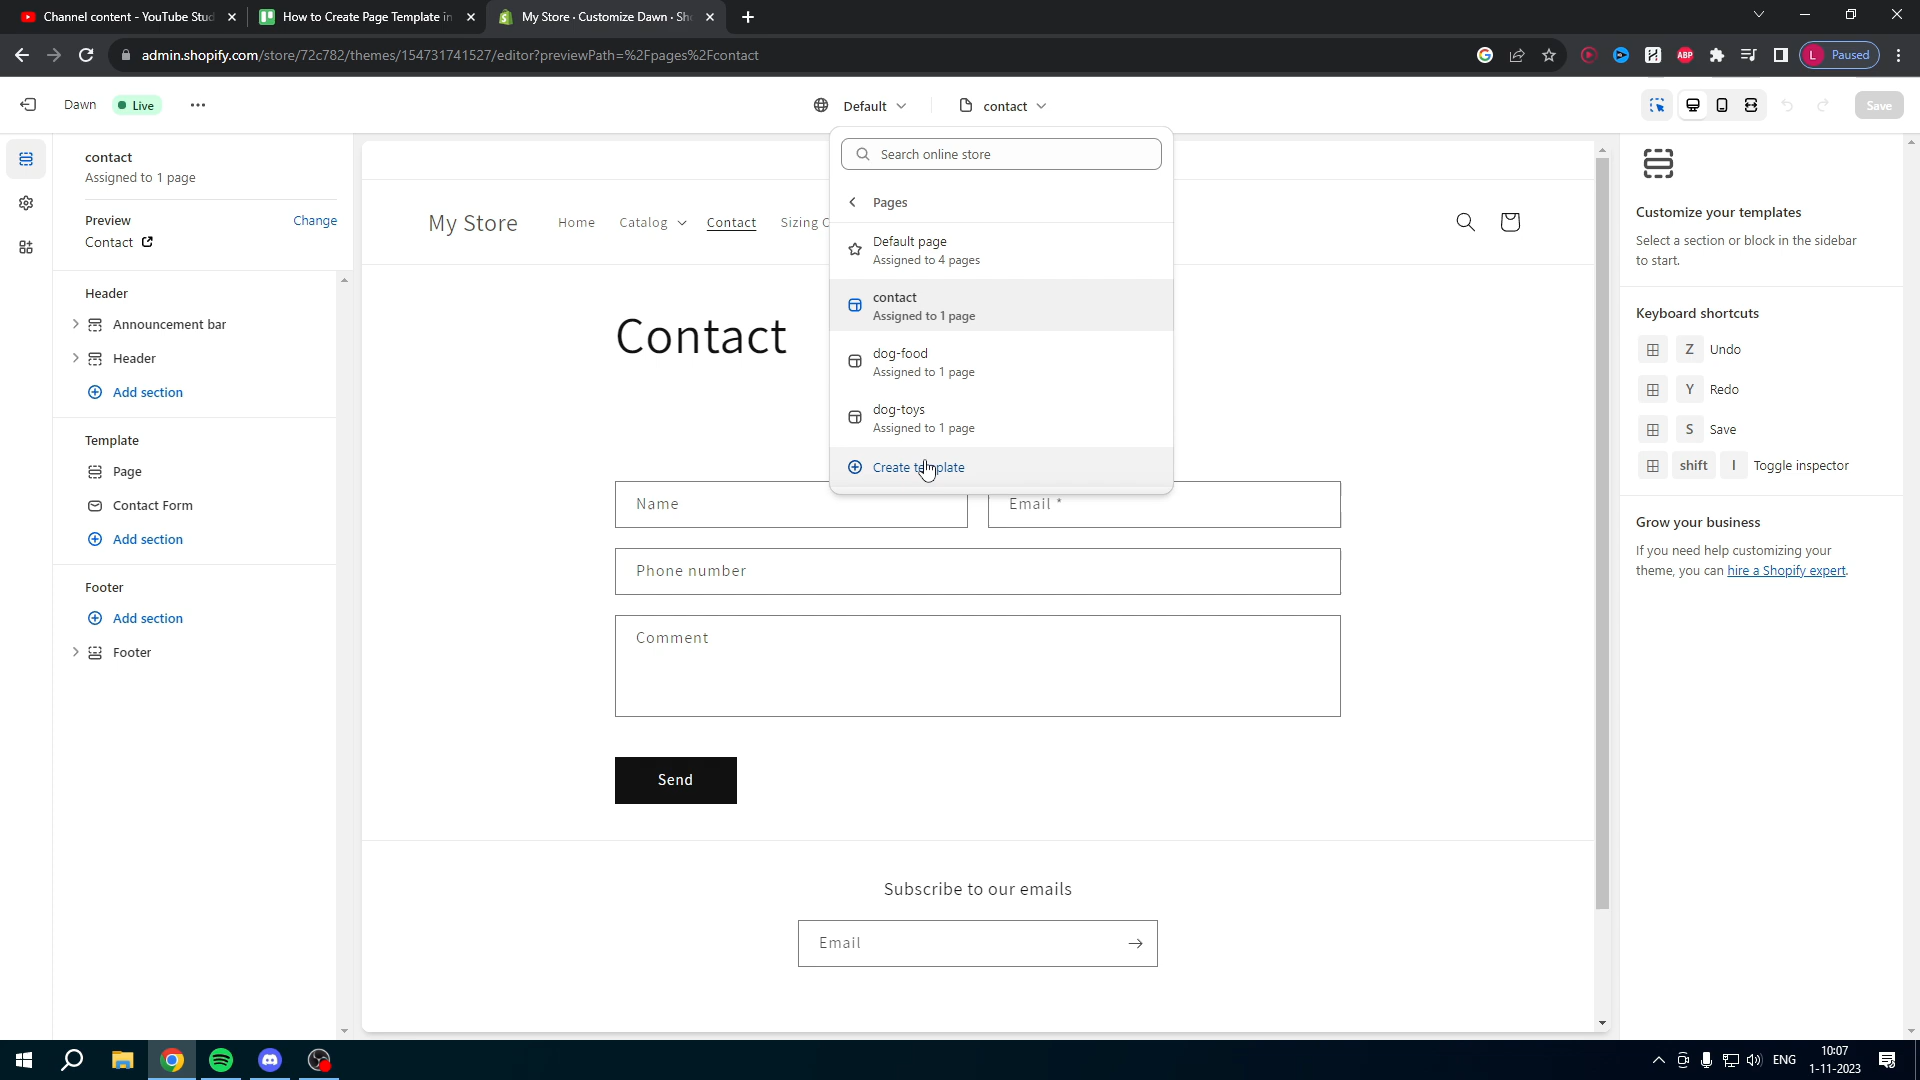 Channel content - YouTube Stud
How to Create Page Template in
My Store · Customize Dawn · Sh
admin.shopify.com/store/72c782/themes/154731741527/editor?previewPath=%2Fpages%2Fcontact
ABP
L Paused
Dawn
Live
Default
contact
Save
contact
Assigned to 1 page
Preview
Change
Contact
Header
Announcement bar
Header
Add section
Template
Page
Contact Form
Add section
Footer
Add section
Footer
Search online store
Pages
Default page
Assigned to 4 pages
contact
Assigned to 1 page
dog-food
Assigned to 1 page
dog-toys
Assigned to 1 page
Create template
My Store
Home
Catalog
Contact
Sizing C
Contact
Name
Email *
Phone number
Comment
Send
Subscribe to our emails
Email
Customize your templates
Select a section or block in the sidebar
to start.
Keyboard shortcuts
Z Undo
Y Redo
S Save
shift I Toggle inspector
Grow your business
If you need help customizing your
theme, you can hire a Shopify expert.
ENG
10:07
1-11-2023